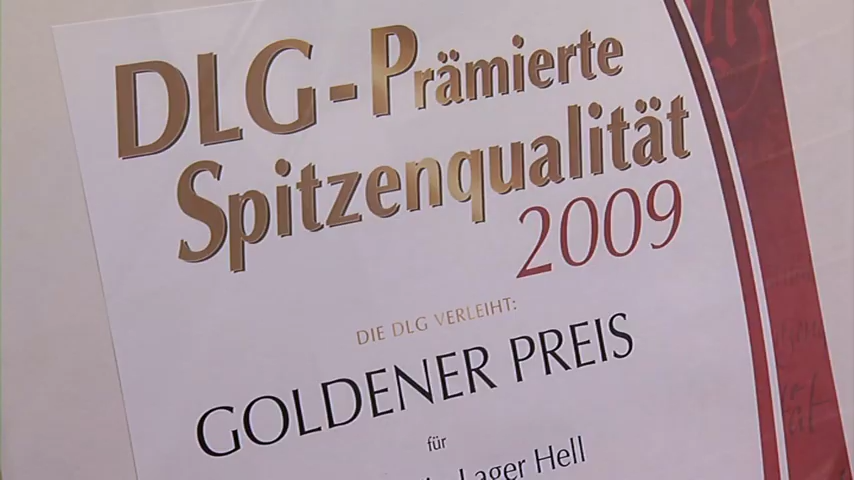 DLG-Prämierte
Spitzenqualität
2009
DIE DLG VERLEIHT:
GOLDENER PREIS
für
Lager Hell